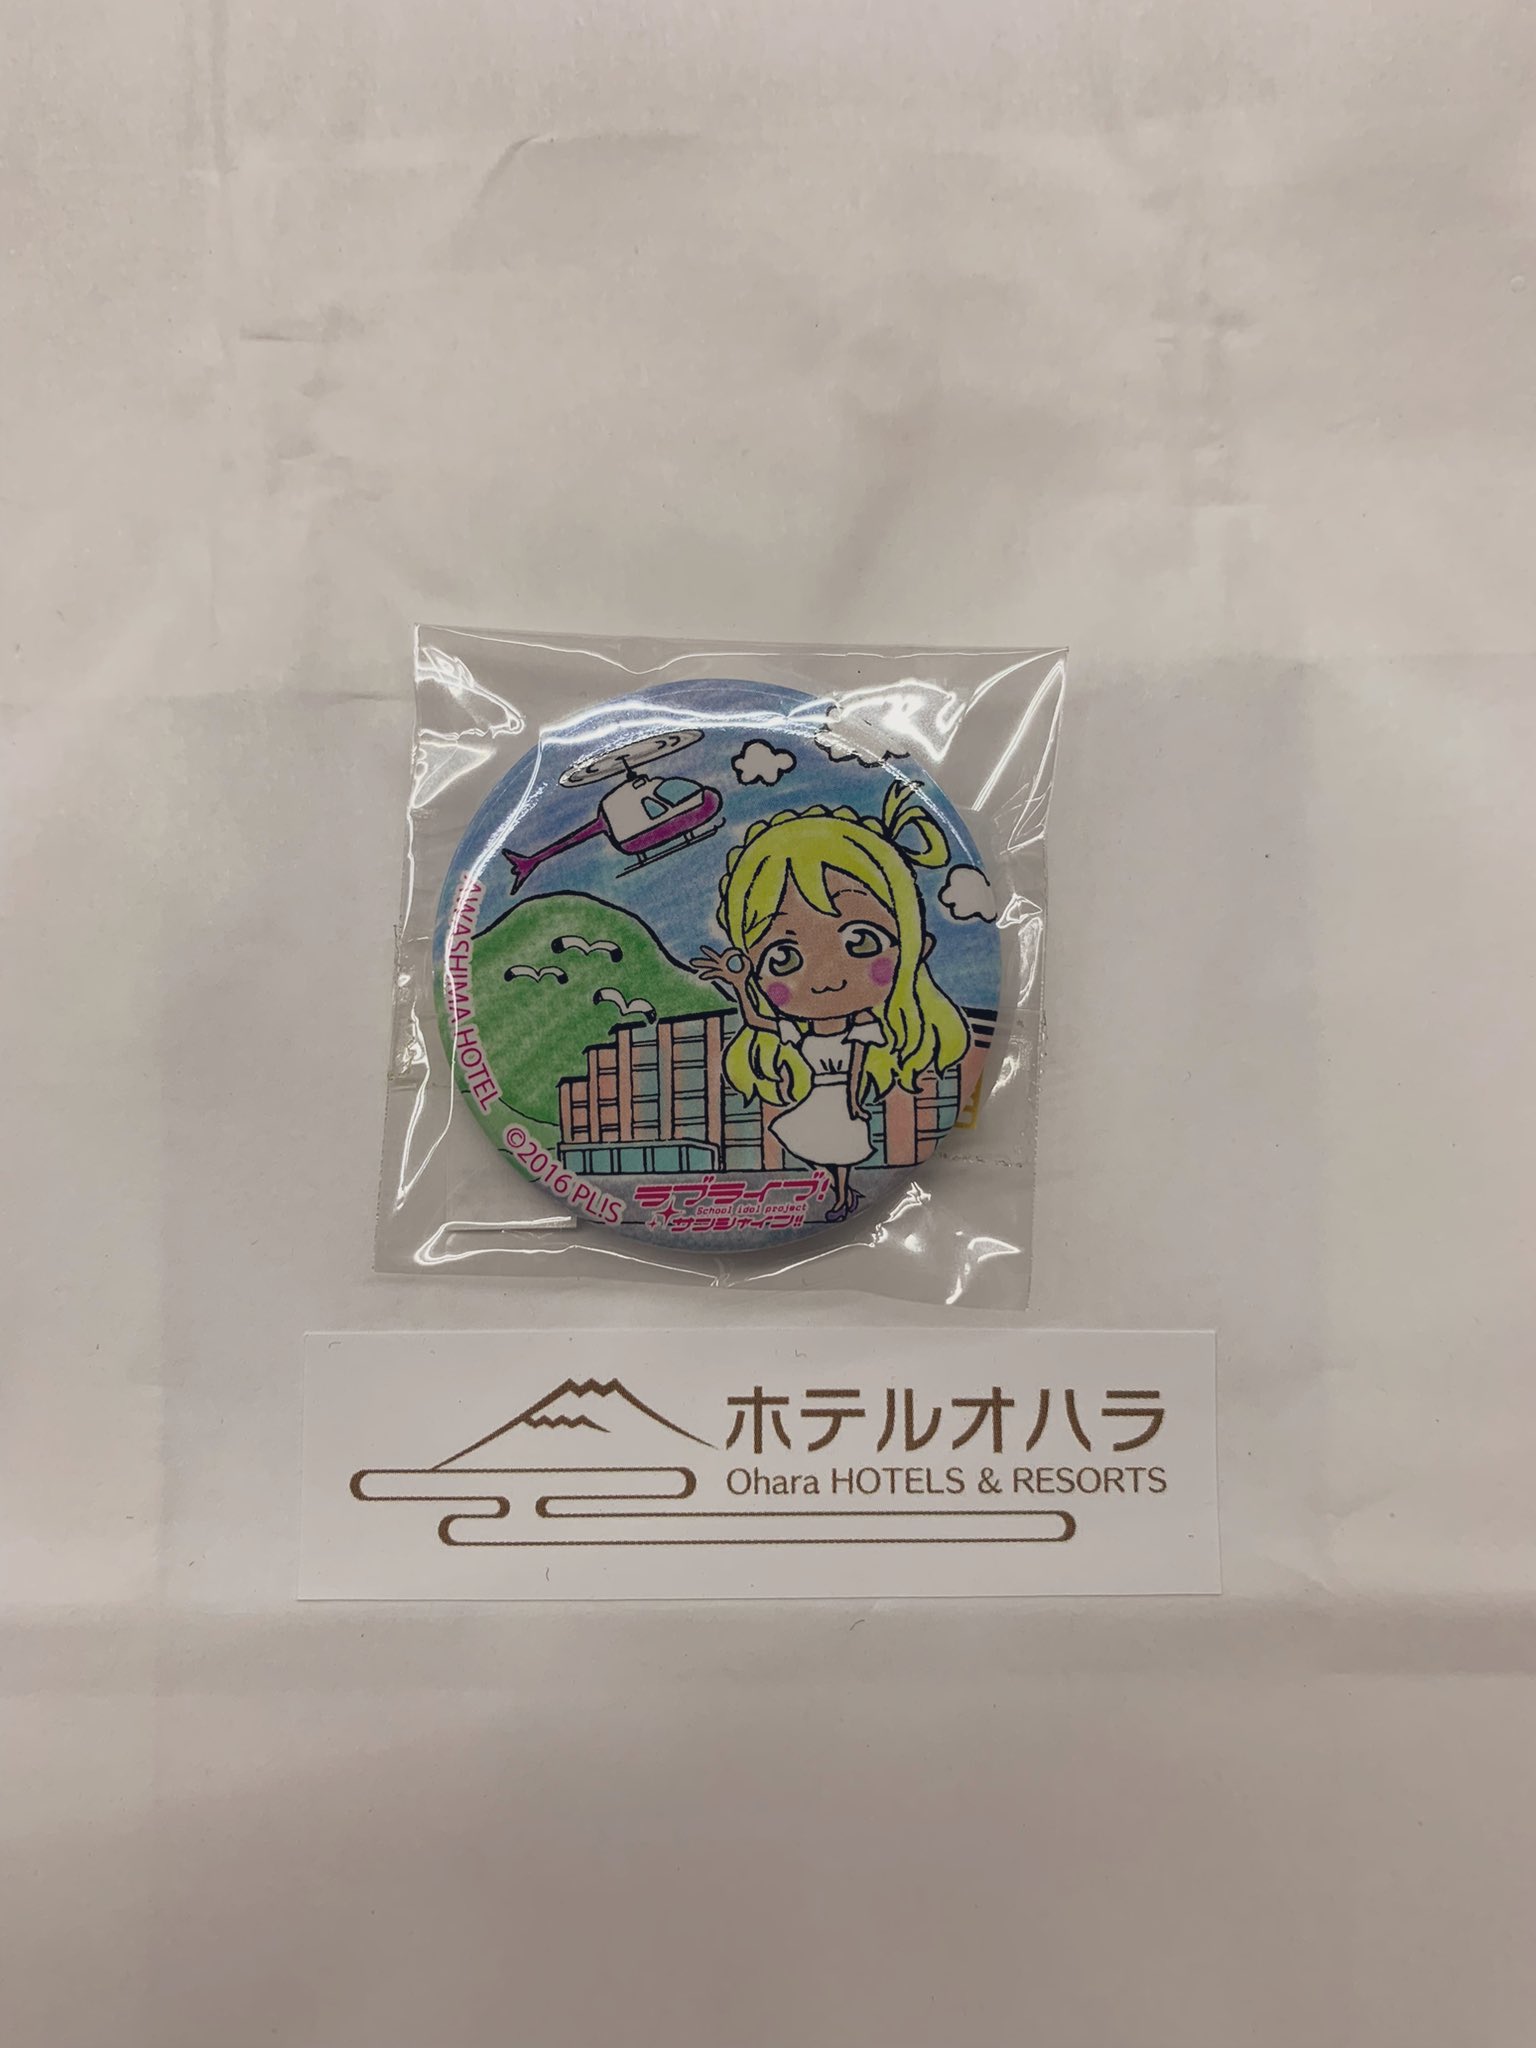 AWASHIMA HOTEL
©2016 PL!S
ラブライブ!
School idol project
サンシャイン!!
ホテルオハラ
Ohara HOTELS & RESORTS